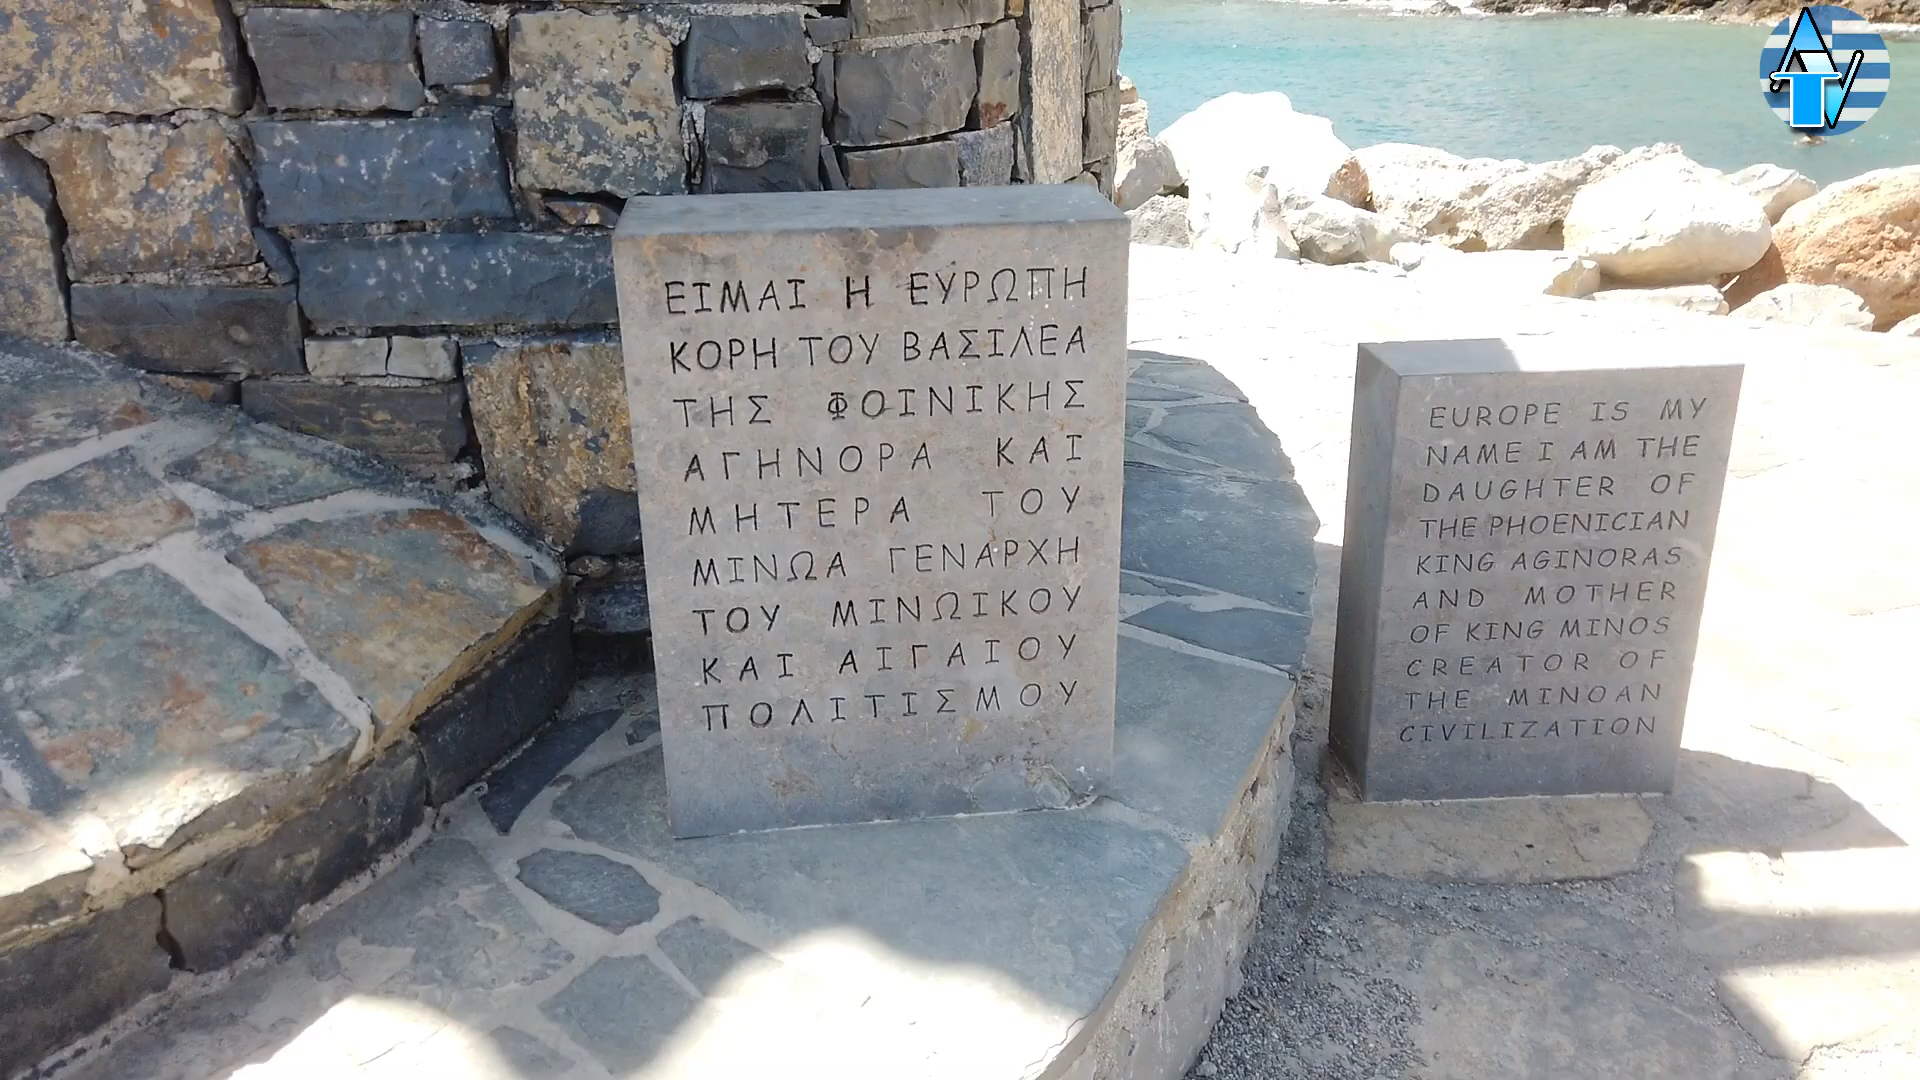 ΕΙΜΑΙ Η ΕΥΡΩΠΗ
ΚΟΡΗ ΤΟΥ ΒΑΣΙΛΕΑ
ΤΗΣ ΦΟΙΝΙΚΗΣ
ΑΓΗΝΟΡΑ ΚΑΙ
ΜΗΤΕΡΑ ΤΟΥ
ΜΙΝΩΑ ΓΕΝΑΡΧΗ
ΤΟΥ ΜΙΝΩΙΚΟΥ
ΚΑΙ ΑΙΓΑΙΟΥ
ΠΟΛΙΤΙΣΜΟΥ
EUROPE IS MY
NAME I AM THE
DAUGHTER OF
THE PHOENICIAN
KING AGINORAS
AND MOTHER
OF KING MINOS
CREATOR OF
THE MINOAN
CIVILIZATION
ATV